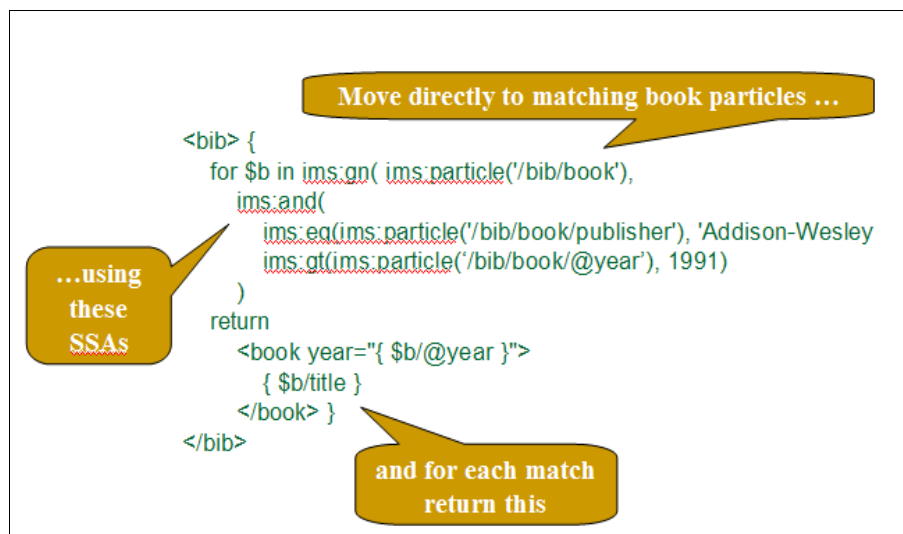 Move directly to matching book particles …
<bib> {
for $b in ims:gn( ims:particle('/bib/book'),
ims:and(
ims:eq(ims:particle('/bib/book/publisher'), 'Addison-Wesley
ims:gt(ims:particle(‘/bib/book/@year’), 1991)
)
return
<book year="{ $b/@year }">
{ $b/title }
</book> }
</bib>
…using
these
SSAs
and for each match
return this